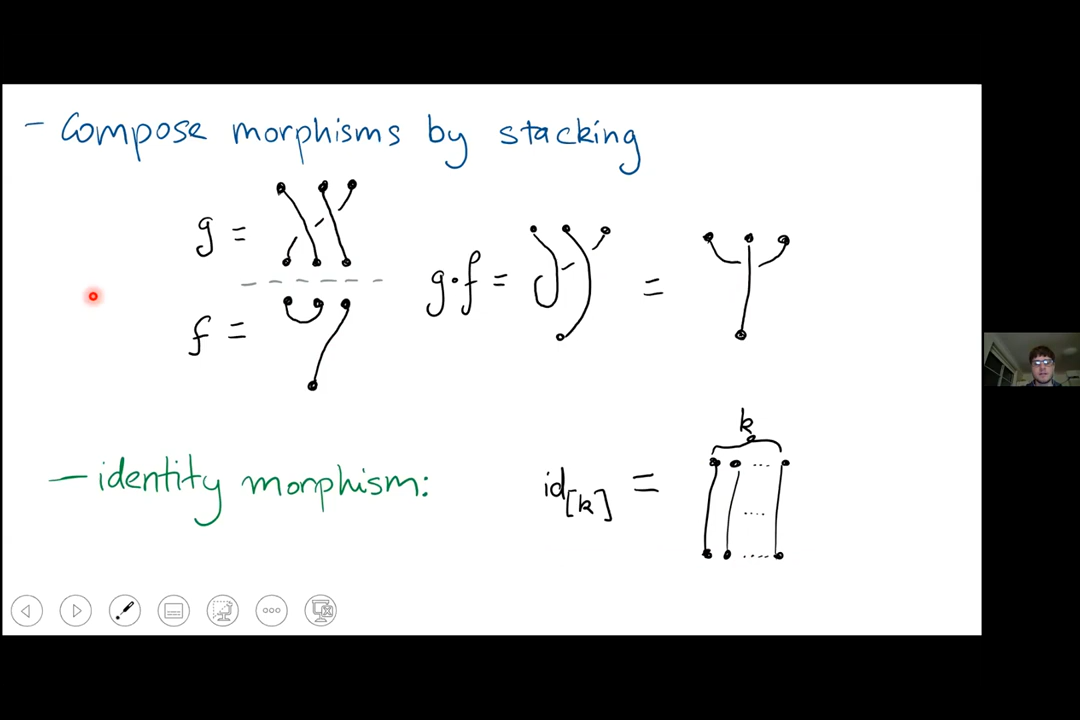 - Compose morphisms by stacking
g =
f =
g·f = =
- identity morphism: id[k] =
k